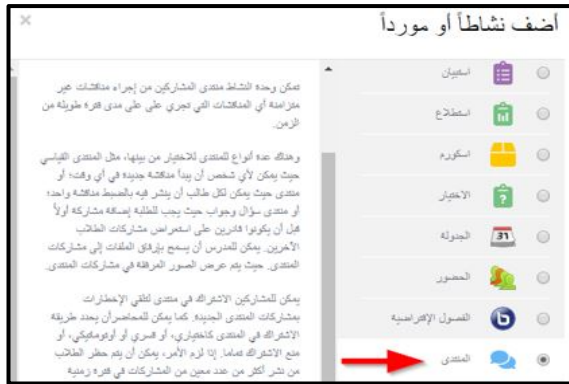 أضف نشاطاً أو مورداً
استبيان
استطلاع
اسكورم
الاختبار
الجدولة
31
الحضور
الفصول الإفتراضية
المنتدى
تمكن وحدة النشاط منتدى المشاركين من إجراء مناقشات غير
متزامنة أي المناقشات التي تجري على على مدى فترة طويلة من
الزمن.
وهناك عدة أنواع للمنتدى للاختيار من بينها، مثل المنتدى القياسي
حيث يمكن لأي شخص أن يبدأ مناقشة جديدة في أي وقت؛ أو
منتدى حيث يمكن لكل طالب أن ينشر فيه بالضبط مناقشة واحدة؛
أو منتدى سؤال وجواب حيث يجب للطلبة إضافة مشاركة أولاً
قبل أن يكونوا قادرين على استعراض مشاركات الطلاب
الآخرين. يمكن للمدرس أن يسمح بإرفاق الملفات إلى مشاركات
المنتدى. حيث يتم عرض الصور المرفقة في مشاركات المنتدى.
يمكن للمشاركين الاشتراك في منتدى لتلقي الإخطارات
بمشاركات المنتدى الجديدة. كما يمكن للمحاضر أن يحدد طريقة
الاشتراك في المنتدى كاختياري، أو قسري أو أوتوماتيكي، أو
منع الاشتراك تماما. إذا لزم الأمر، يمكن أن يتم حظر الطلاب
من نشر أكثر من عدد معين من المشاركات في فترة زمنية